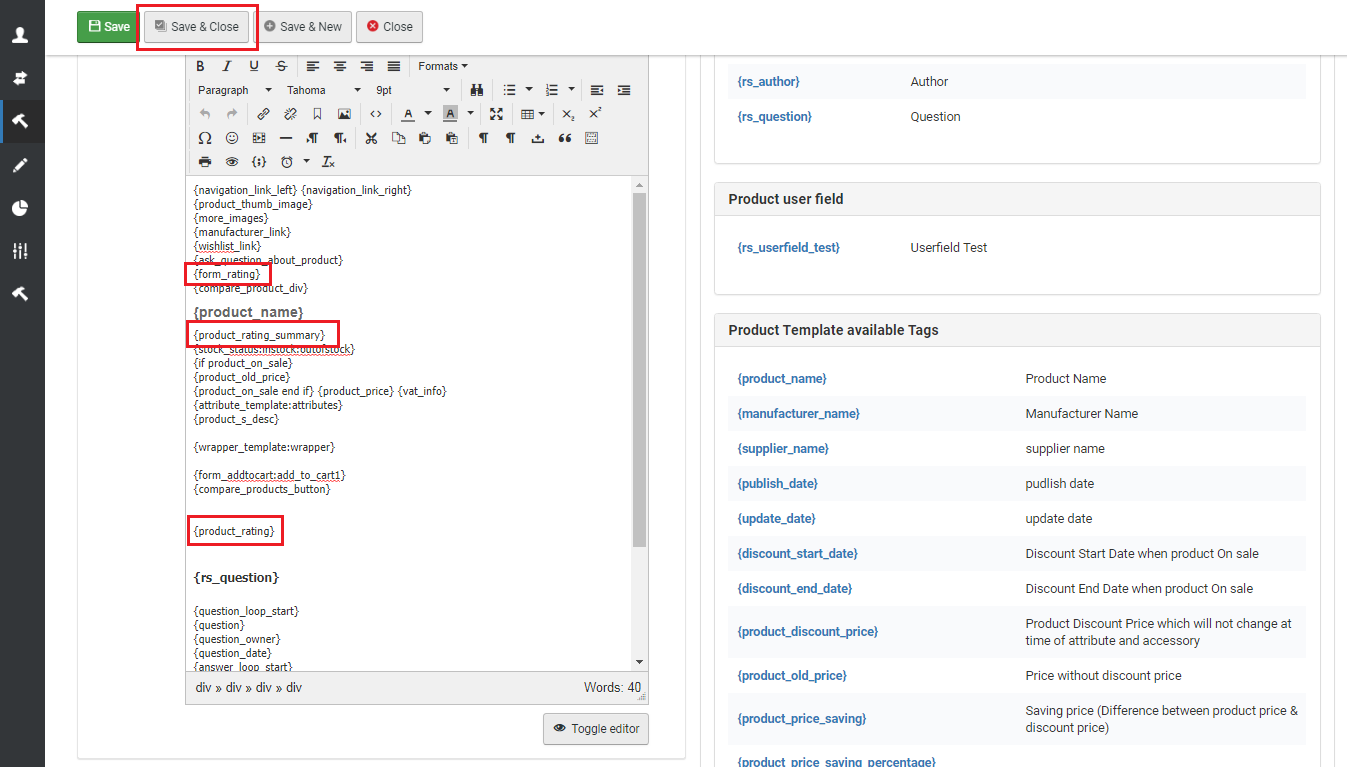 Save
Save & Close
Save & New
Close
B I U S
Formats
Paragraph Tahoma 9pt
{navigation_link_left} {navigation_link_right}
{product_thumb_image}
{more_images}
{manufacturer_link}
{wishlist_link}
{ask_question_about_product}
{form_rating}
{compare_product_div}
{product_name}
{product_rating_summary}
{stock_status:instock:outofstock}
{if product_on_sale}
{product_old_price}
{product_on_sale end if} {product_price} {vat_info}
{attribute_template:attributes}
{product_s_desc}
{wrapper_template:wrapper}
{form_addtocart:add_to_cart1}
{compare_products_button}
{product_rating}
{rs_question}
{question_loop_start}
{question}
{question_owner}
{question_date}
{answer_loop_start}
div » div » div » div
Words: 40
Toggle editor
{rs_author} Author
{rs_question} Question
Product user field
{rs_userfield_test} Userfield Test
Product Template available Tags
{product_name} Product Name
{manufacturer_name} Manufacturer Name
{supplier_name} supplier name
{publish_date} pudlish date
{update_date} update date
{discount_start_date} Discount Start Date when product On sale
{discount_end_date} Discount End Date when product On sale
{product_discount_price} Product Discount Price which will not change at
time of attribute and accessory
{product_old_price} Price without discount price
{product_price_saving} Saving price (Difference between product price &
discount price)
{product_price_saving_percentage}